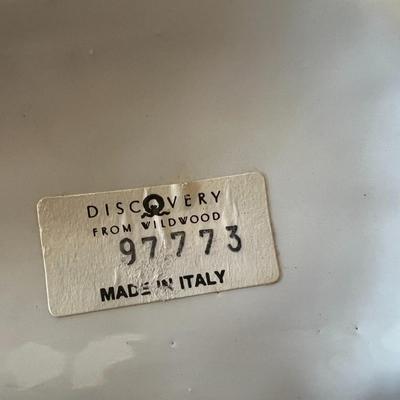 DISCOVERY
FROM WILDWOOD
97773
MADE IN ITALY